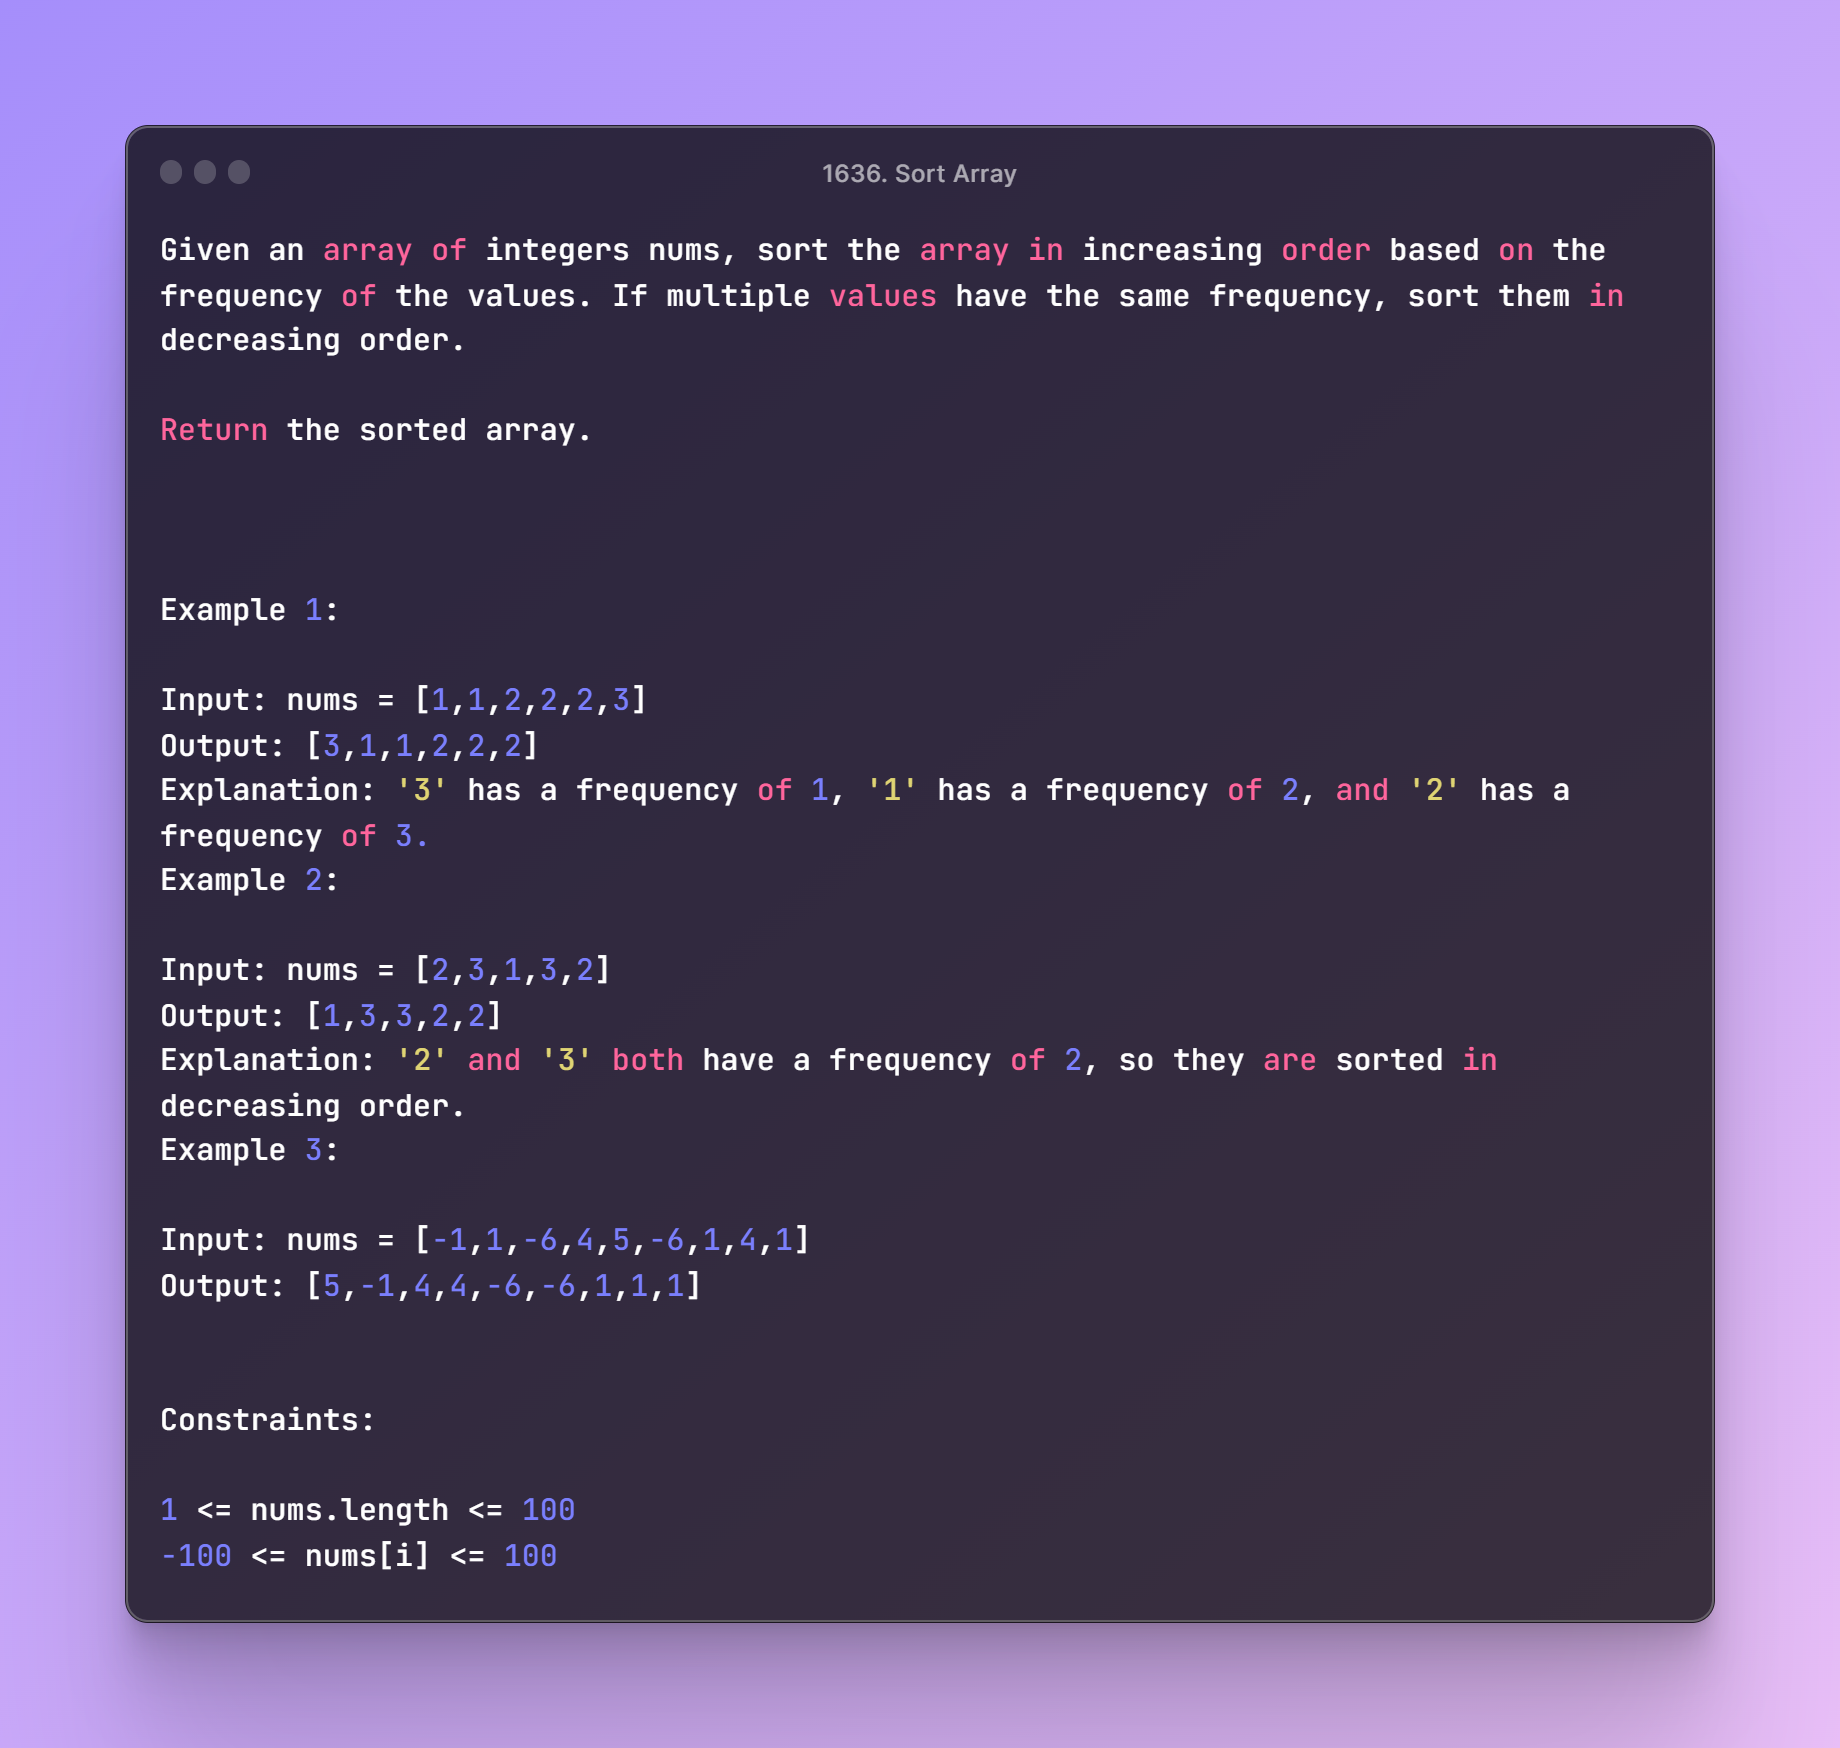 1636. Sort Array
Given an array of integers nums, sort the array in increasing order based on the
frequency of the values. If multiple values have the same frequency, sort them in
decreasing order.
Return the sorted array.
Example 1:
Input: nums = [1,1,2,2,2,3]
Output: [3,1,1,2,2,2]
Explanation: '3' has a frequency of 1, '1' has a frequency of 2, and '2' has a
frequency of 3.
Example 2:
Input: nums = [2,3,1,3,2]
Output: [1,3,3,2,2]
Explanation: '2' and '3' both have a frequency of 2, so they are sorted in
decreasing order.
Example 3:
Input: nums = [-1,1,-6,4,5,-6,1,4,1]
Output: [5,-1,4,4,-6,-6,1,1,1]
Constraints:
1 <= nums.length <= 100
-100 <= nums[i] <= 100